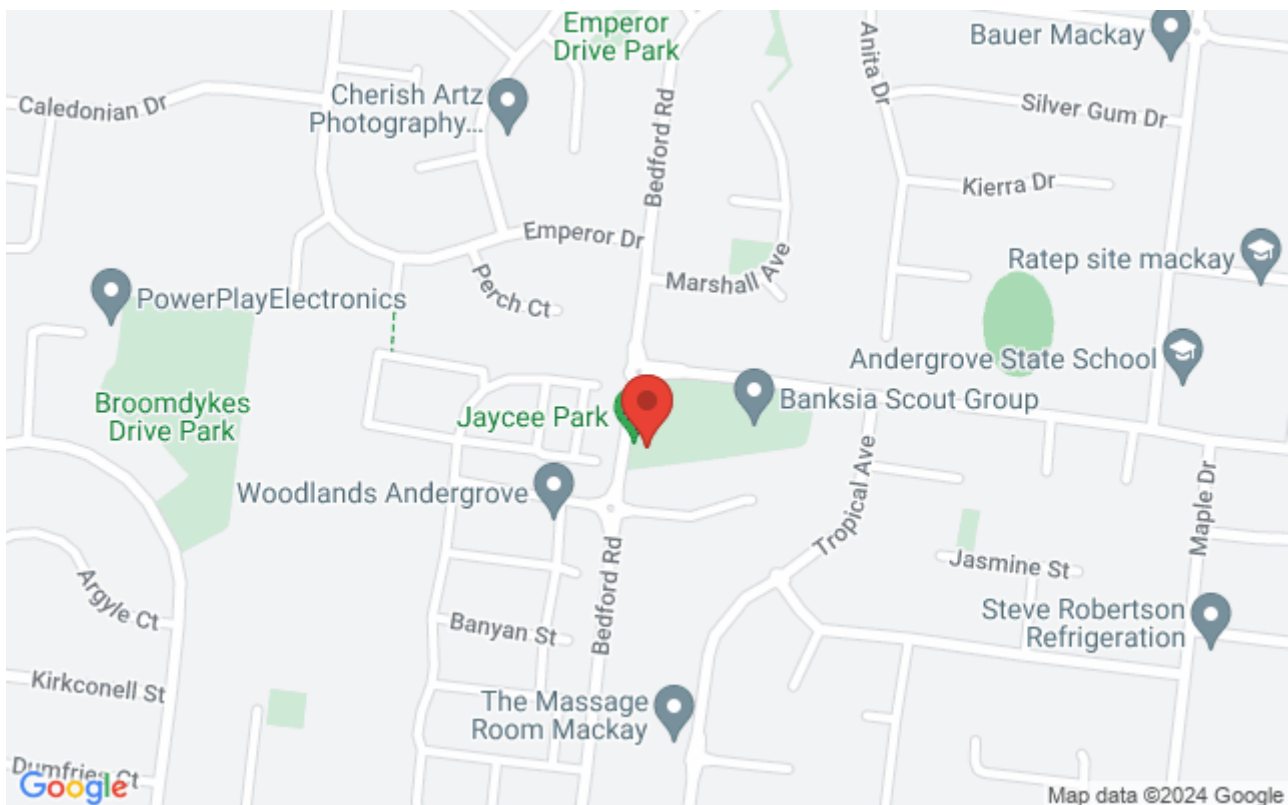 Emperor
Drive Park
Bauer Mackay
Anita Dr
Cherish Artz
Photography...
Caledonian Dr
Silver Gum Dr
Bedford Rd
Kierra Dr
Emperor Dr
Marshall Ave
Ratep site mackay
Perch Ct
PowerPlayElectronics
Andergrove State School
Broomdykes
Drive Park
Jaycee Park
Banksia Scout Group
Woodlands Andergrove
Tropical Ave
Maple Dr
Jasmine St
Argyle Ct
Bedford Rd
Banyan St
Steve Robertson
Refrigeration
Kirkconell St
The Massage
Room Mackay
Dumfries Ct
Google
Map data ©2024 Google